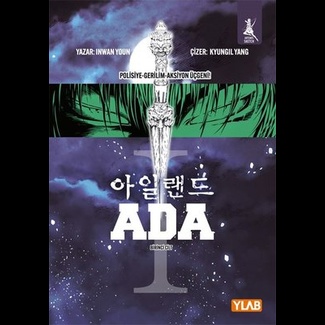 YAZAR: INWAN YOUN
ÇİZER: KYUNGIL YANG
POLİSİYE-GERİLİM-AKSİYON ÜÇGENİ!
I
아일랜드
ADA
BİRİNCİ CİLT
YLAB